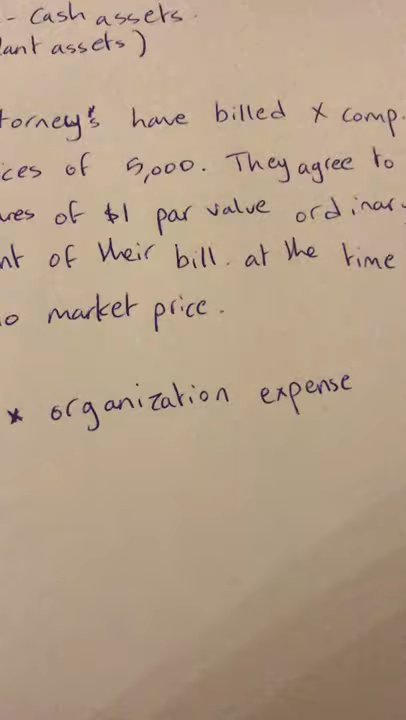 - Cash assets.
lant assets)
torney's have billed X comp.
ces of 5,000. They agree to
res of $1 par value ordinary
nt of their bill. at the time
o market price.
* organization expense